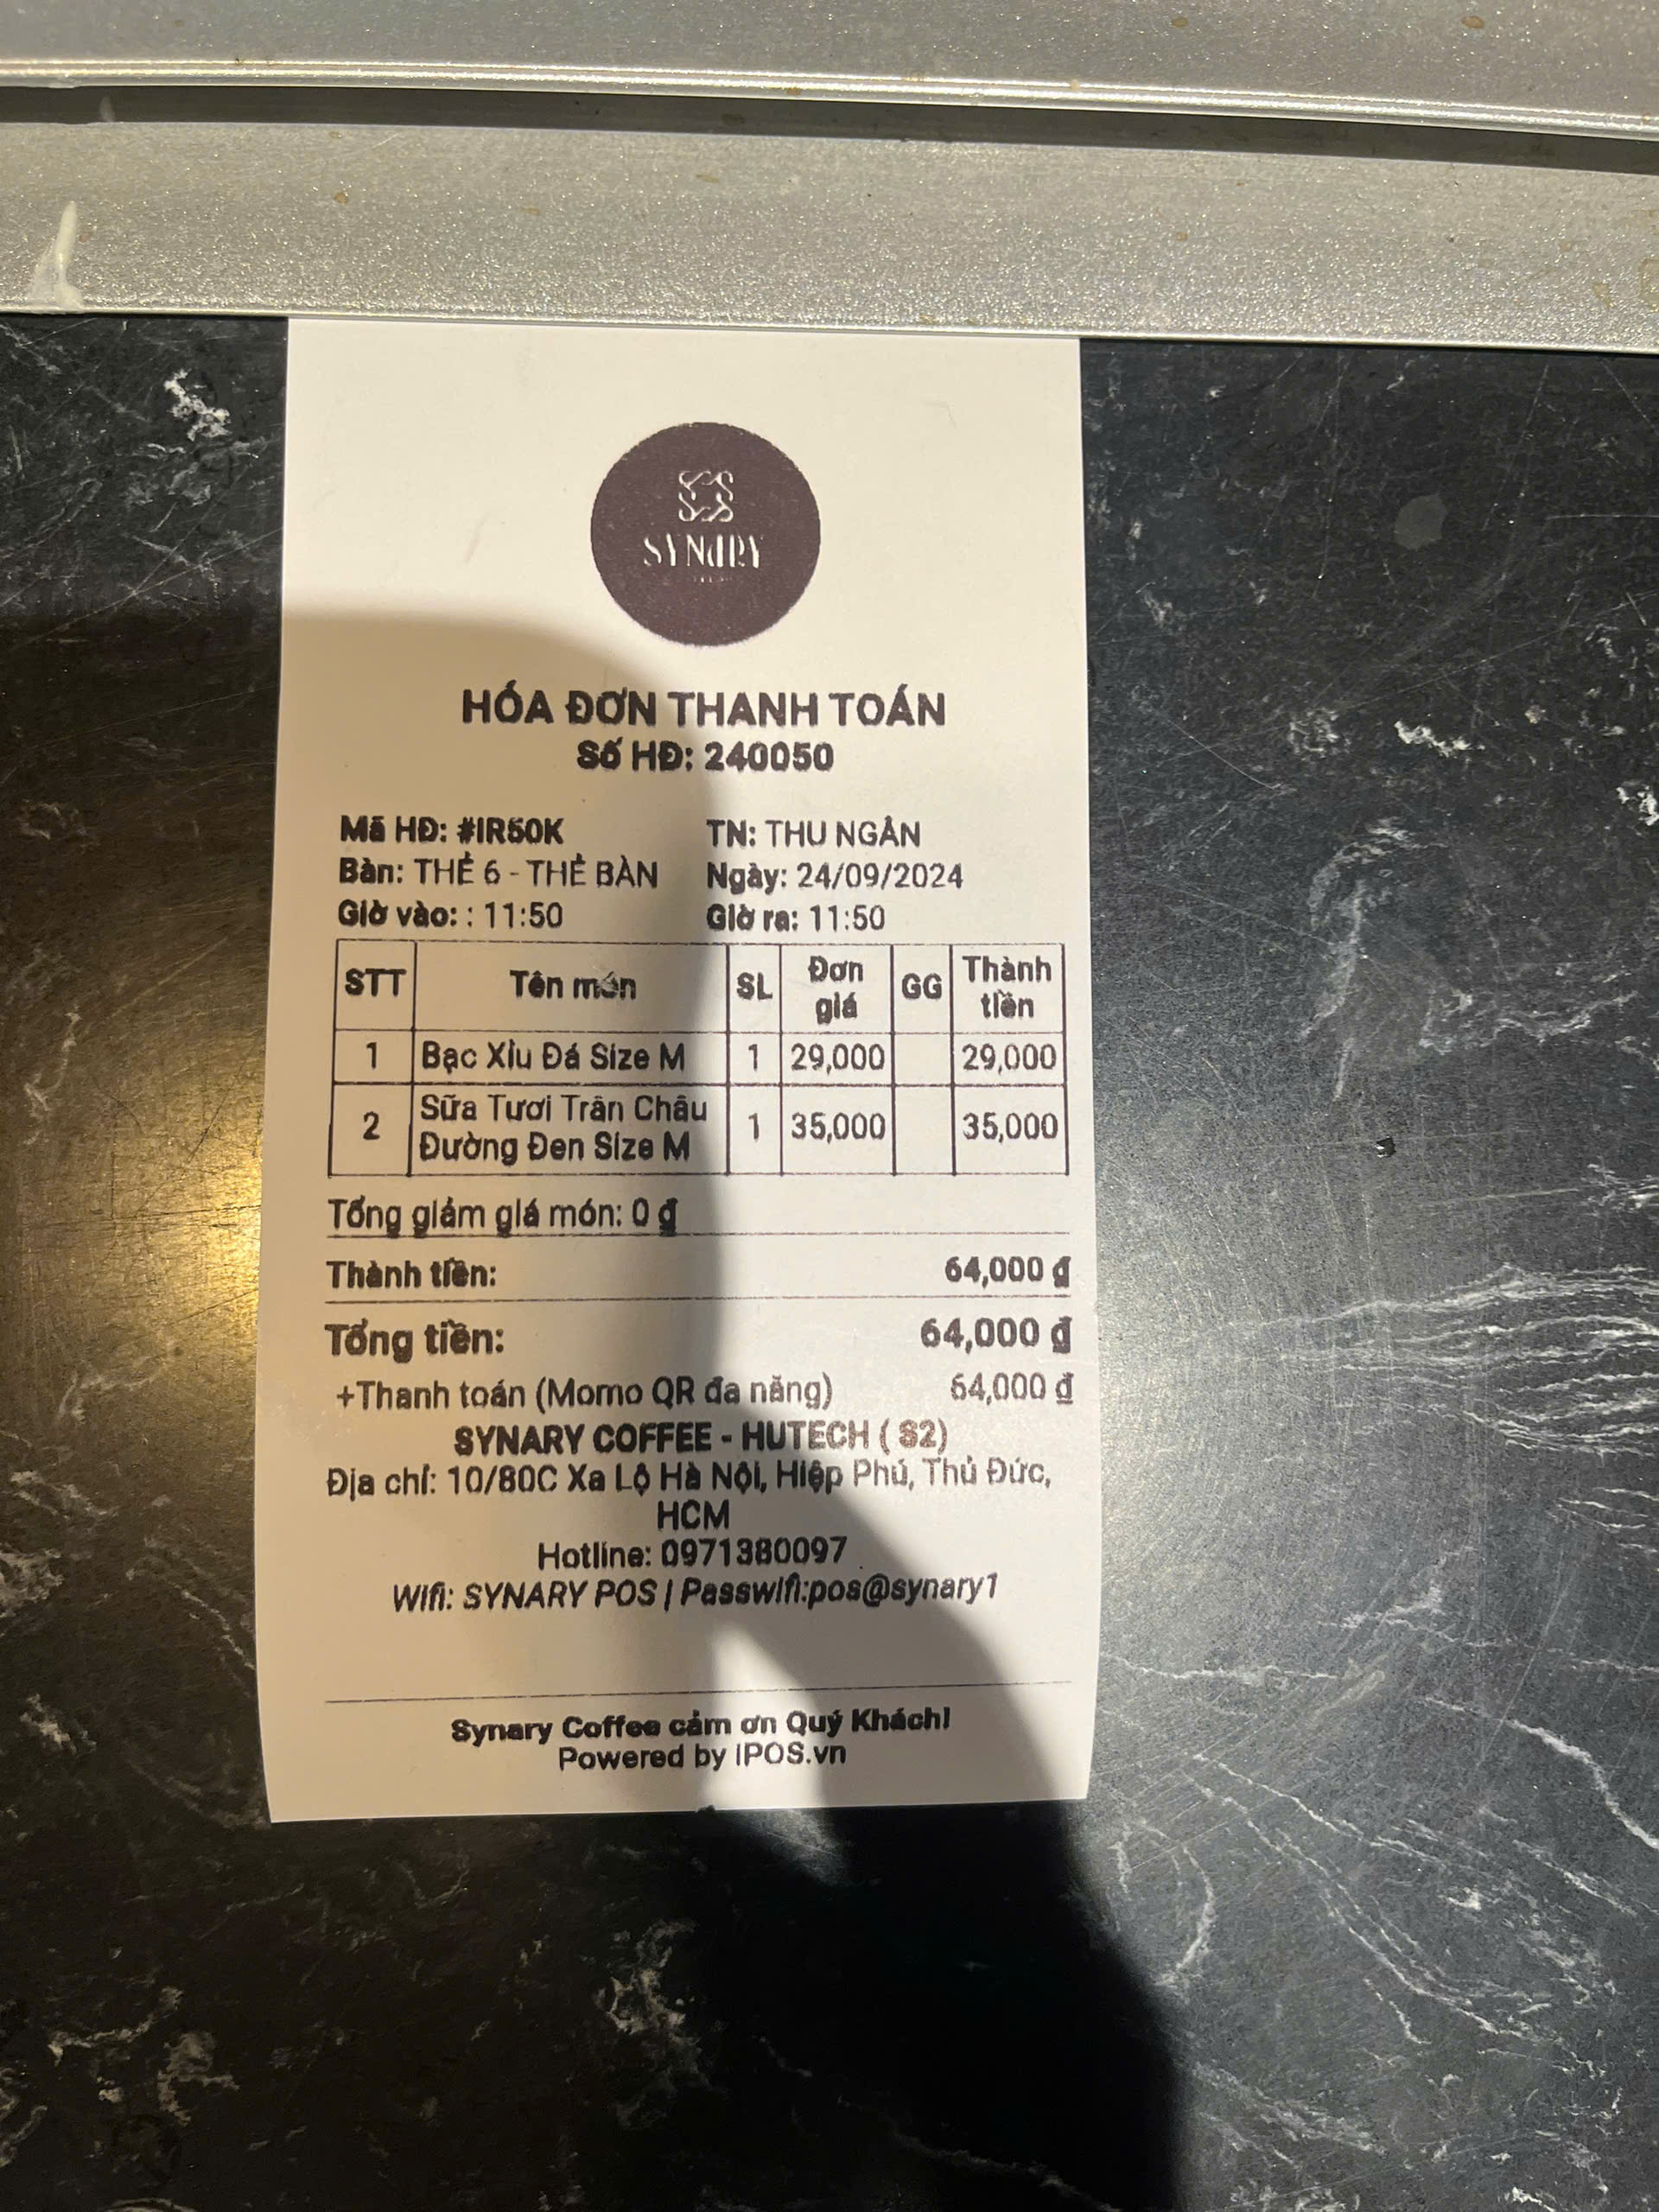 SYNARY
HÓA ĐƠN THANH TOÁN
Số HĐ: 240050
Mã HĐ: #IR50K TN: THU NGÂN
Bàn: THẺ 6 - THẺ BÀN Ngày: 24/09/2024
Giờ vào: : 11:50 Giờ ra: 11:50
STT Tên món SL Đơn giá GG Thành tiền
1 Bạc Xỉu Đá Size M 1 29,000 29,000
2 Sữa Tươi Trân Châu Đường Đen Size M 1 35,000 35,000
Tổng giảm giá món: 0 ₫
Thành tiền: 64,000 ₫
Tổng tiền: 64,000 ₫
+Thanh toán (Momo QR đa năng) 64,000 ₫
SYNARY COFFEE - HUTECH ( S2)
Địa chỉ: 10/80C Xa Lộ Hà Nội, Hiệp Phú, Thủ Đức,
HCM
Hotline: 0971380097
Wifi: SYNARY POS | Passwifi:pos@synary1
Synary Coffee cảm ơn Quý Khách!
Powered by iPOS.vn